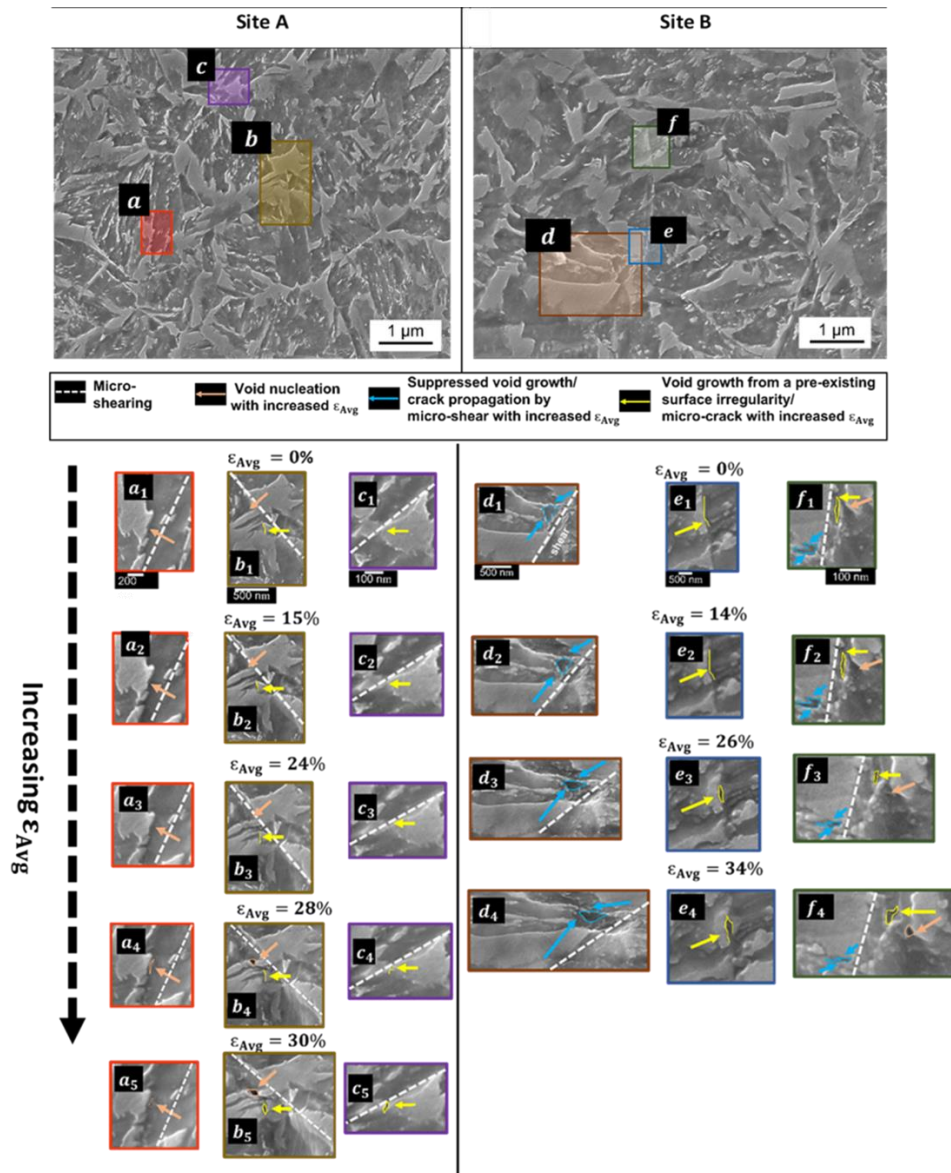 Site A
Site B
c
b
a
f
e
d
1 µm
1 µm
Micro-
shearing
Void nucleation
with increased εAvg
Suppressed void growth/
crack propagation by
micro-shear with increased εAvg
Void growth from a pre-existing
surface irregularity/
micro-crack with increased εAvg
Increasing εAvg
εAvg = 0%
a1
b1
c1
200
500 nm
100 nm
εAvg = 15%
a2
b2
c2
εAvg = 24%
a3
b3
c3
εAvg = 28%
a4
b4
c4
εAvg = 30%
a5
b5
c5
εAvg = 0%
d1
shear
e1
f1
500 nm
500 nm
100 nm
εAvg = 14%
d2
e2
f2
εAvg = 26%
d3
e3
f3
εAvg = 34%
d4
e4
f4